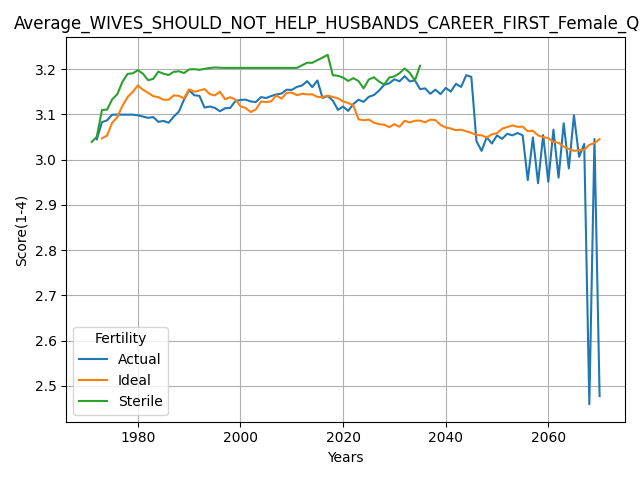 Average_WIVES_SHOULD_NOT_HELP_HUSBANDS_CAREER_FIRST_Female_Q
Score(1-4)
3.2
3.1
3.0
2.9
2.8
2.7
2.6
2.5
Fertility
Actual
Ideal
Sterile
1980 2000 2020 2040 2060
Years